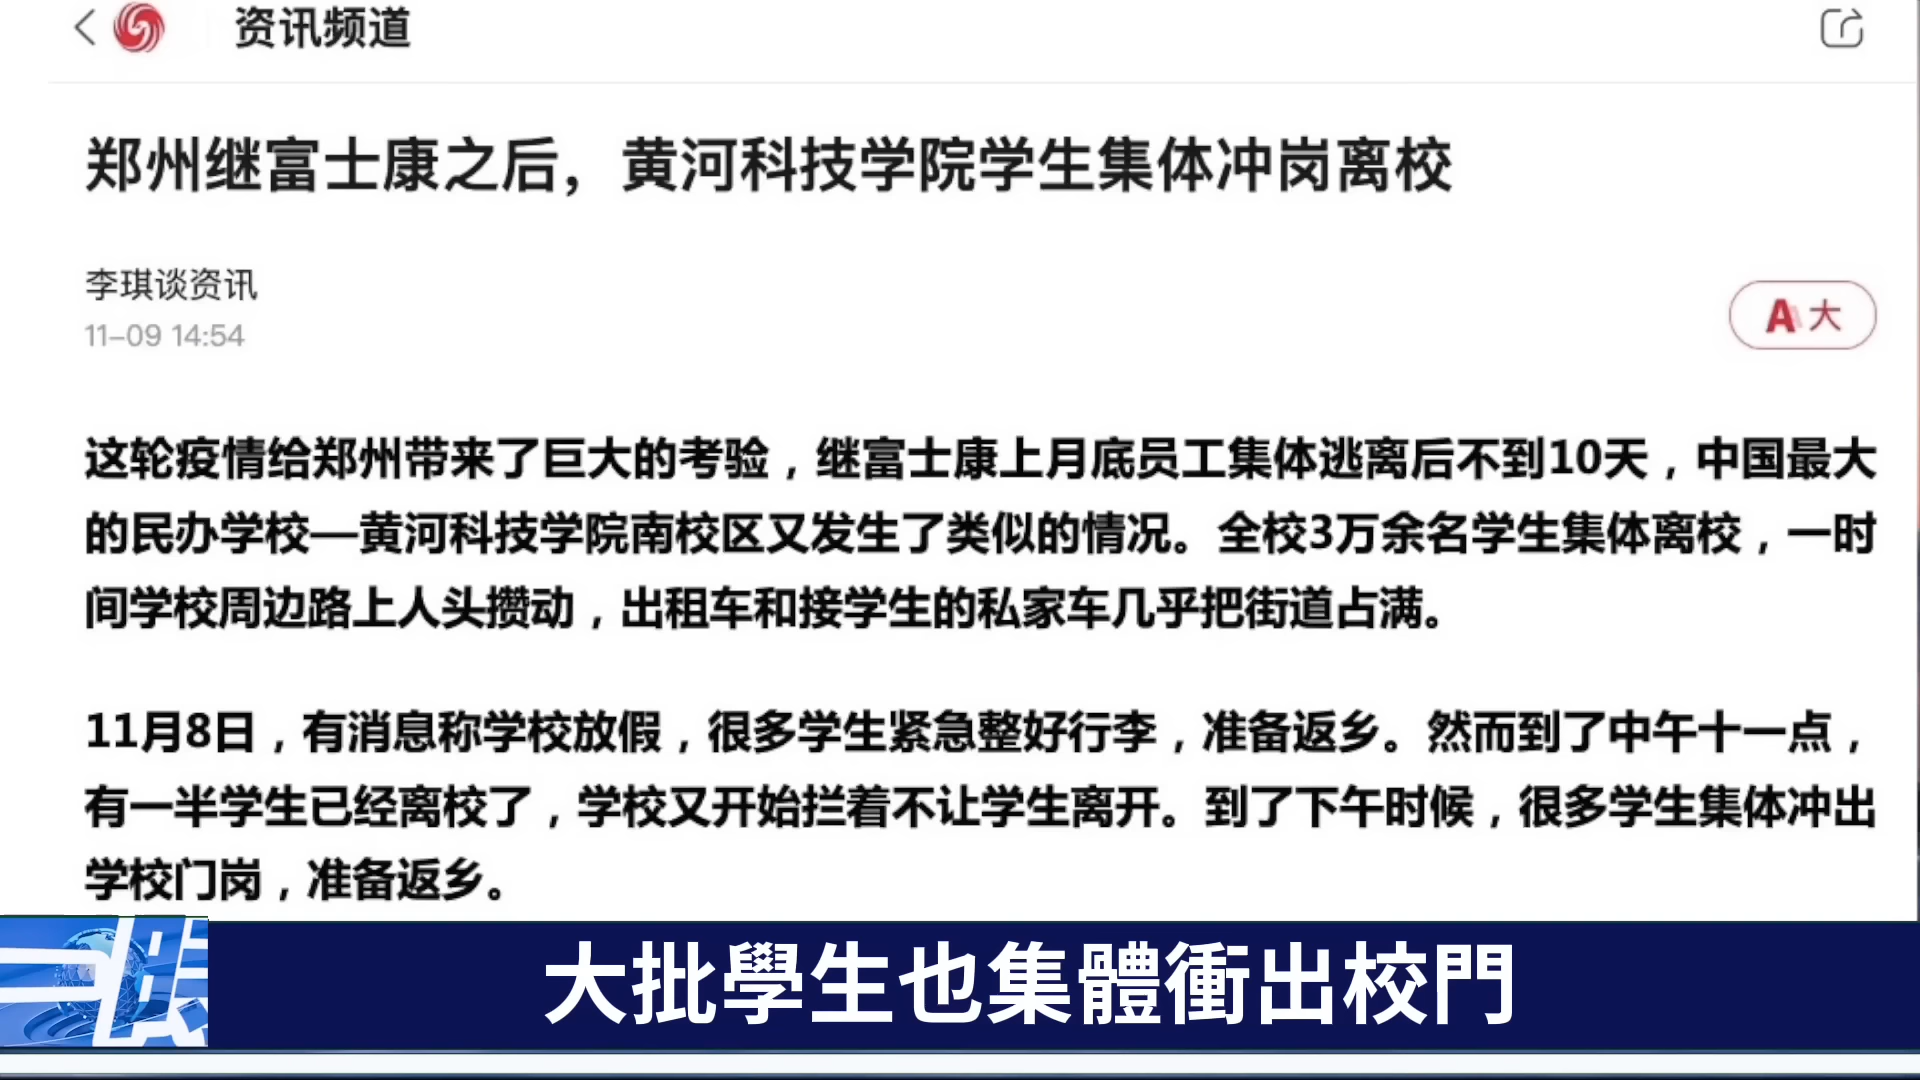 资讯频道
郑州继富士康之后，黄河科技学院学生集体冲岗离校
李琪谈资讯
11-09 14:54
A大
这轮疫情给郑州带来了巨大的考验，继富士康上月底员工集体逃离后不到10天，中国最大
的民办学校—黄河科技学院南校区又发生了类似的情况。全校3万余名学生集体离校，一时
间学校周边路上人头攒动，出租车和接学生的私家车几乎把街道占满。
11月8日，有消息称学校放假，很多学生紧急整好行李，准备返乡。然而到了中午十一点，
有一半学生已经离校了，学校又开始拦着不让学生离开。到了下午时候，很多学生集体冲出
学校门岗，准备返乡。
大批學生也集體衝出校門